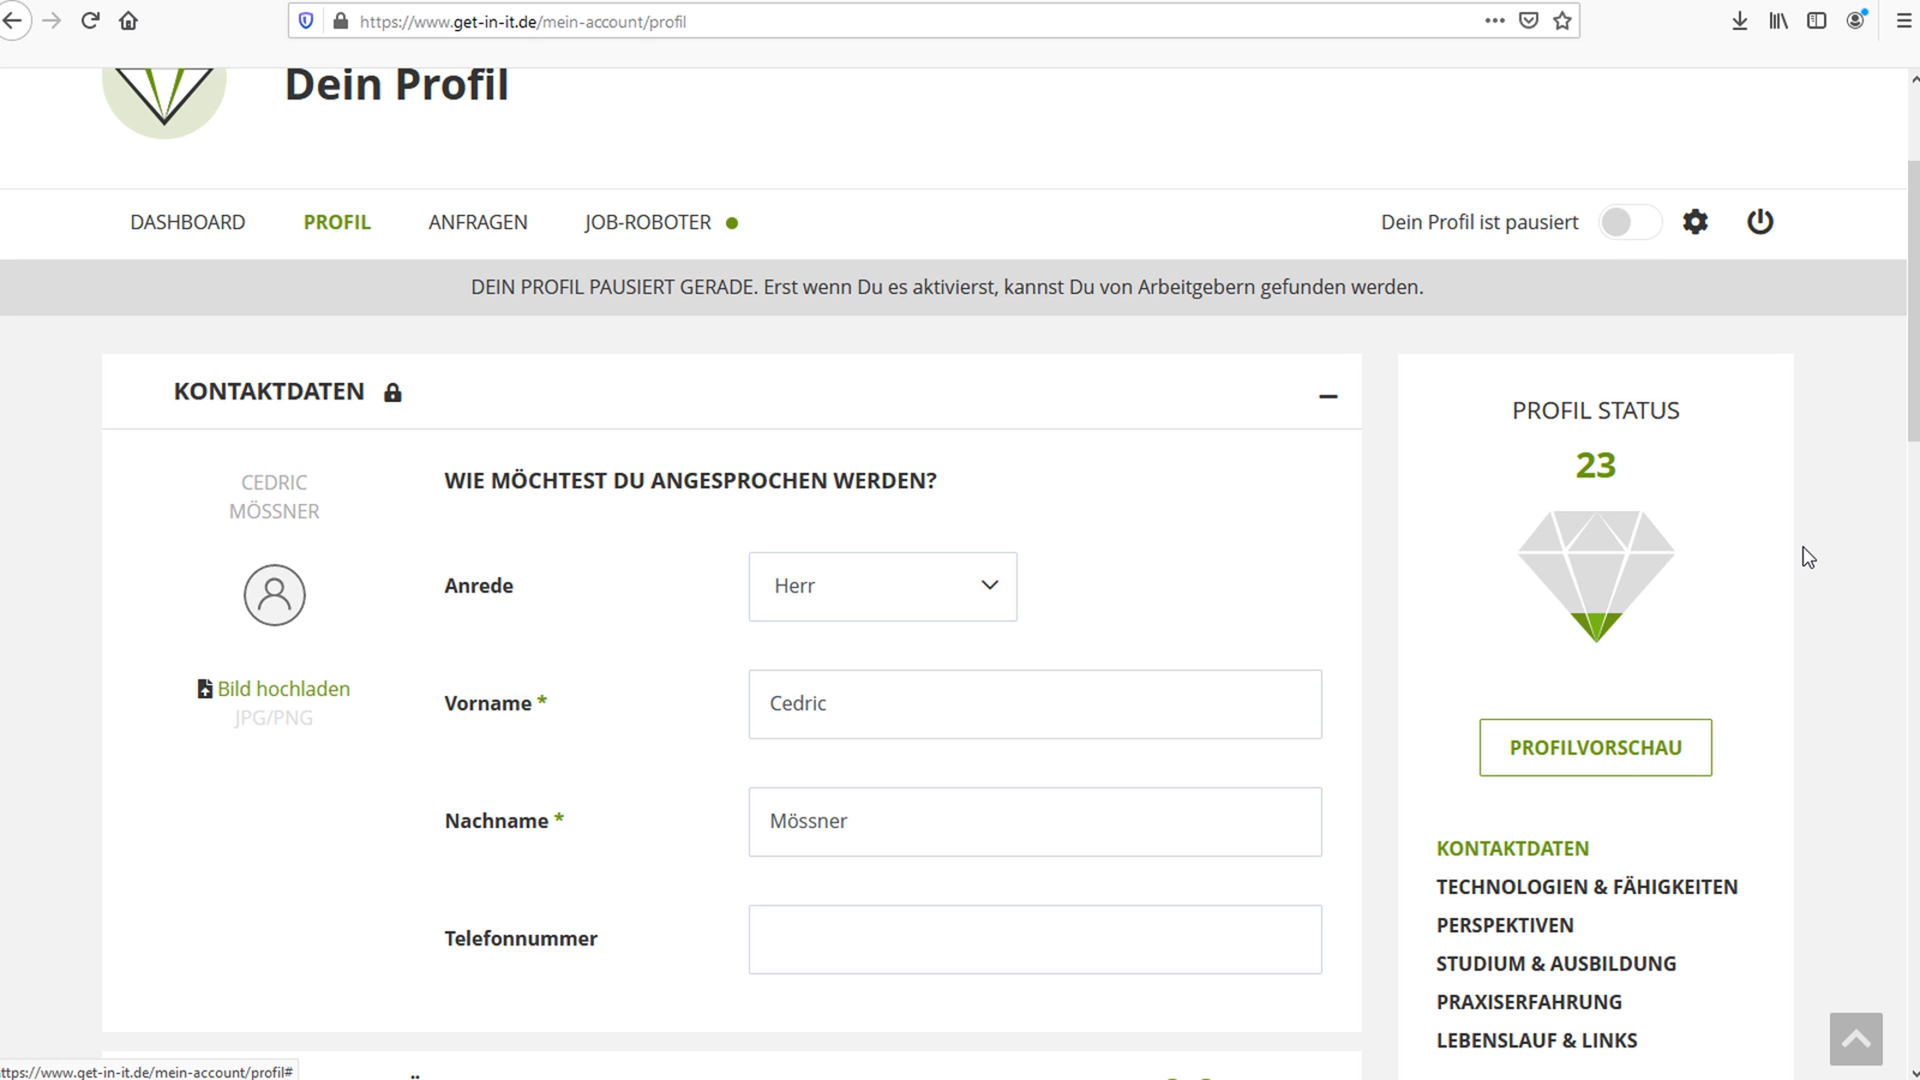 https://www.get-in-it.de/mein-account/profil
Dein Profil
DASHBOARD
PROFIL
ANFRAGEN
JOB-ROBOTER
Dein Profil ist pausiert
DEIN PROFIL PAUSIERT GERADE. Erst wenn Du es aktivierst, kannst Du von Arbeitgebern gefunden werden.
KONTAKTDATEN
CEDRIC
MÖSSNER
Bild hochladen
JPG/PNG
WIE MÖCHTEST DU ANGESPROCHEN WERDEN?
Anrede
Herr
Vorname *
Cedric
Nachname *
Mössner
Telefonnummer
PROFIL STATUS
23
PROFILVORSCHAU
KONTAKTDATEN
TECHNOLOGIEN & FÄHIGKEITEN
PERSPEKTIVEN
STUDIUM & AUSBILDUNG
PRAXISERFAHRUNG
LEBENSLAUF & LINKS
ttps://www.get-in-it.de/mein-account/profil#